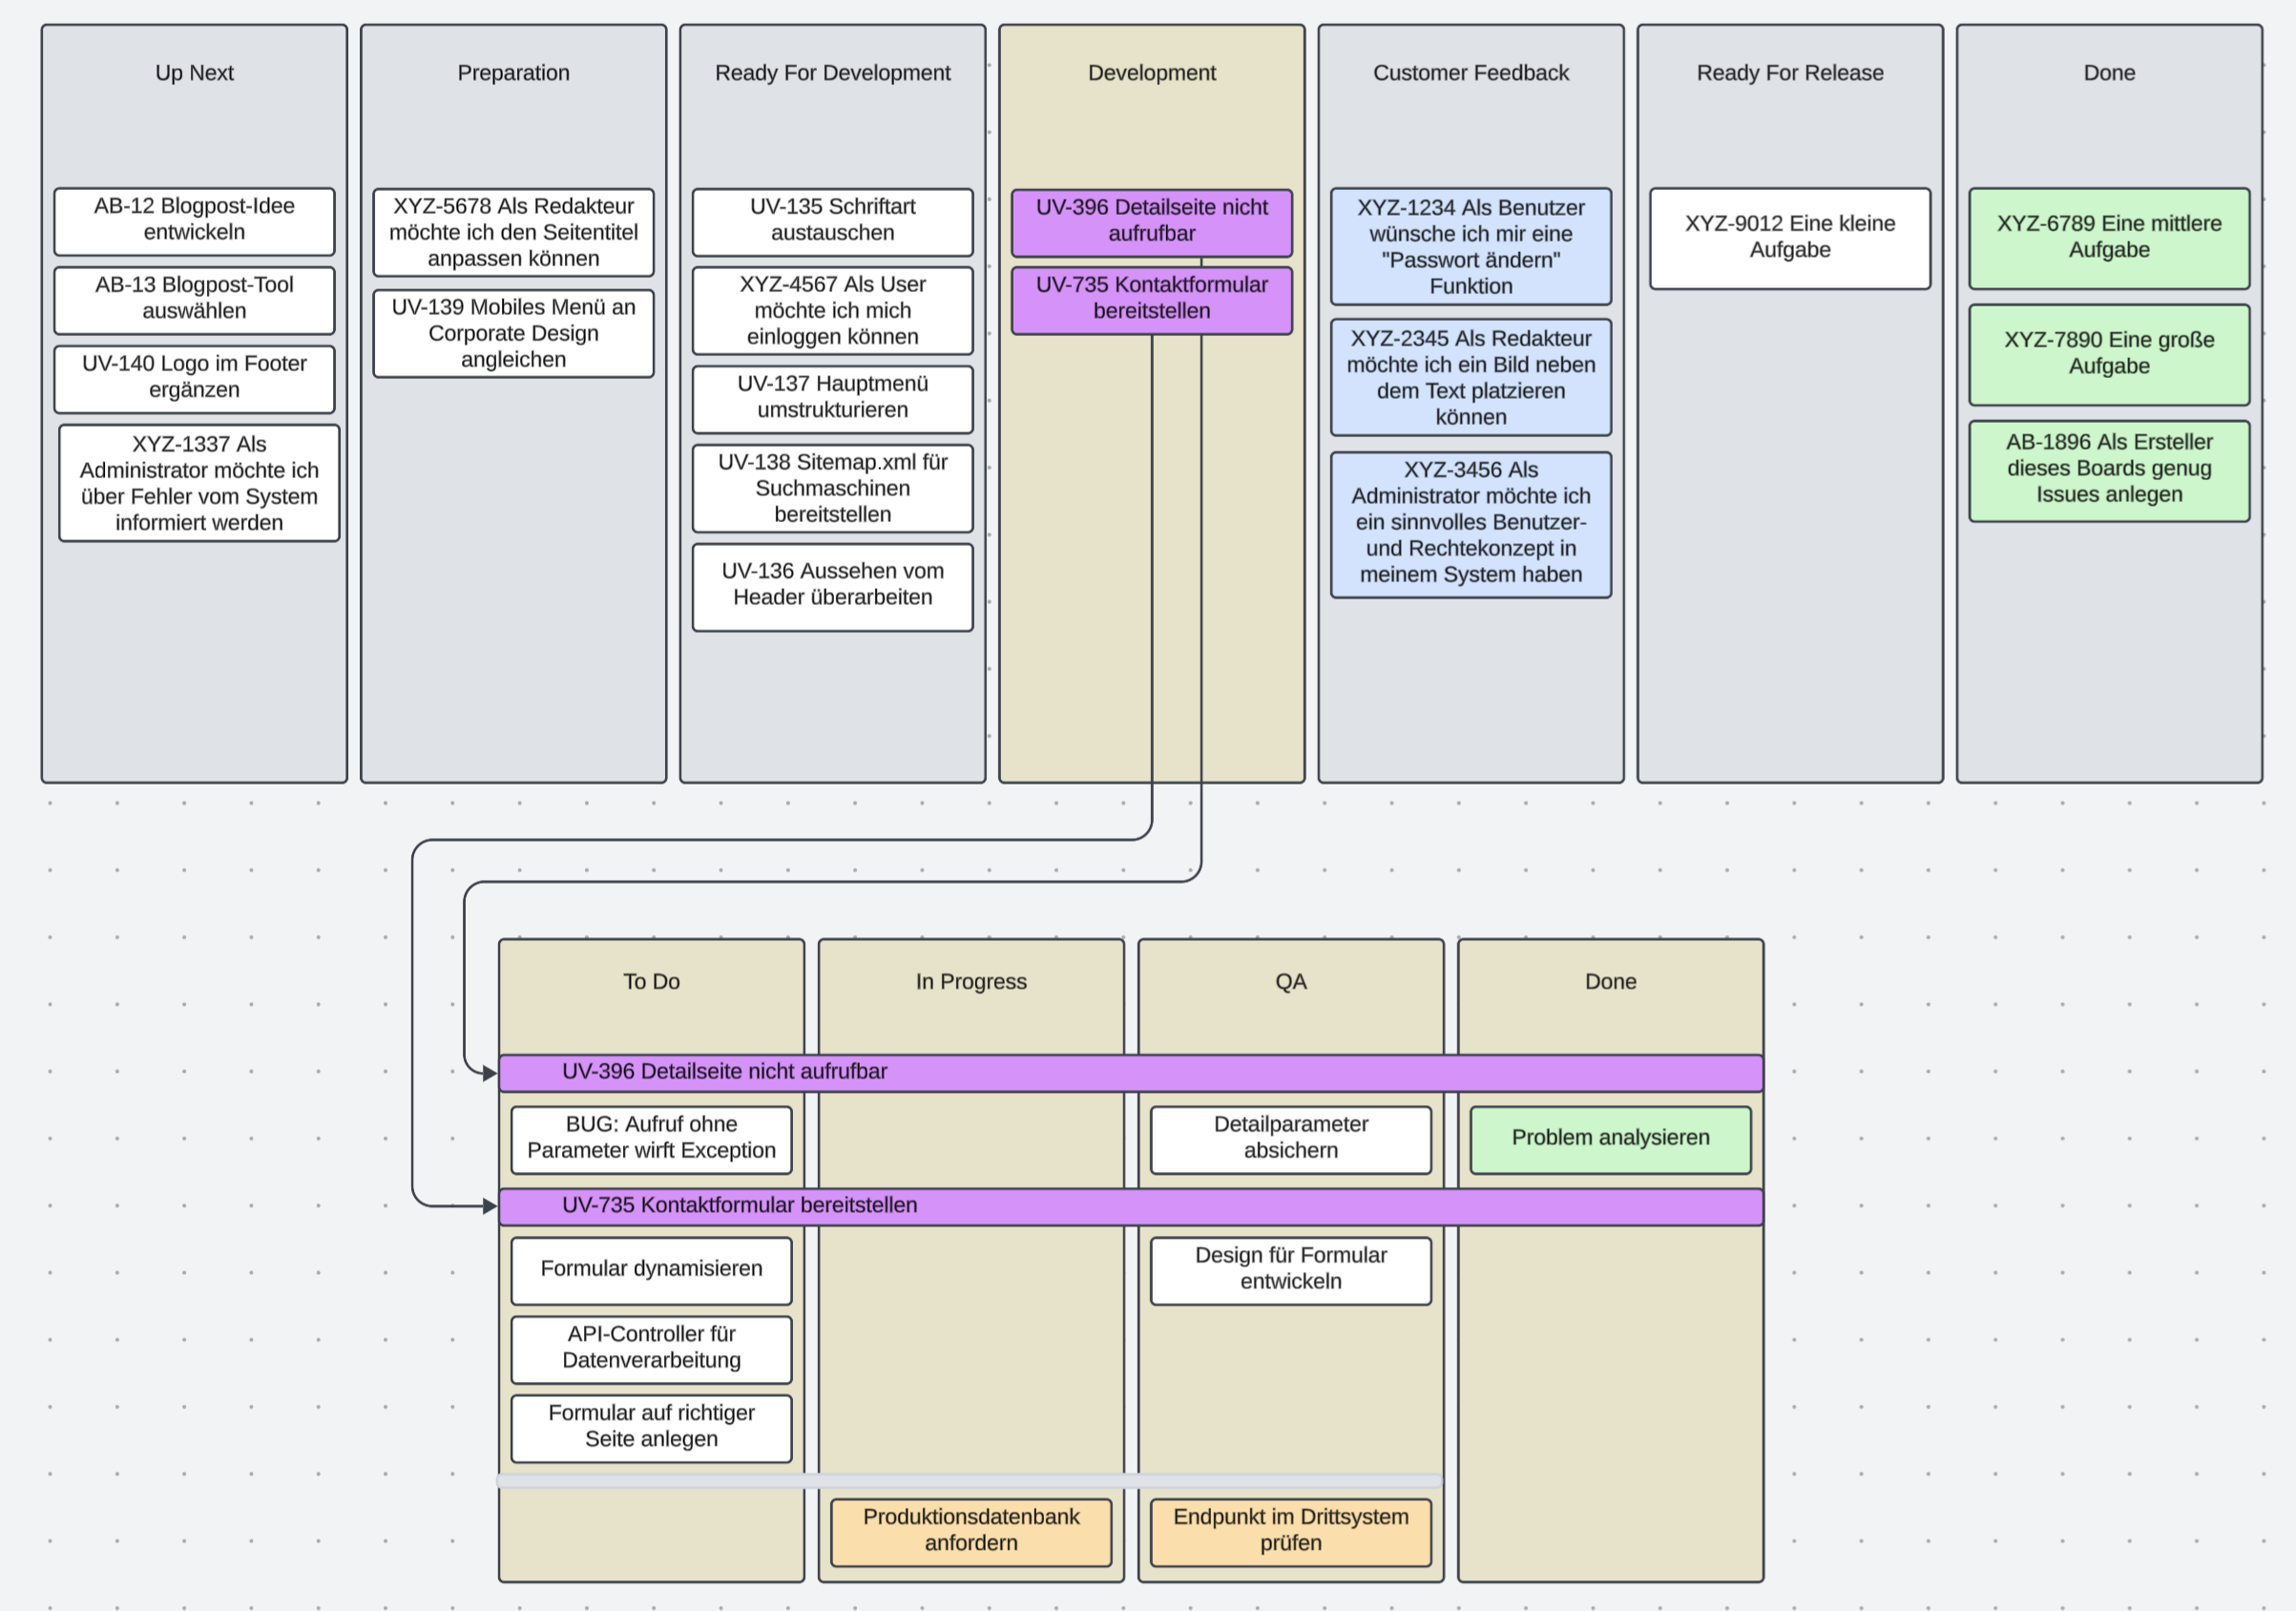 Up Next
AB-12 Blogpost-Idee
entwickeln
AB-13 Blogpost-Tool
auswählen
UV-140 Logo im Footer
ergänzen
XYZ-1337 Als
Administrator möchte ich
über Fehler vom System
informiert werden
Preparation
XYZ-5678 Als Redakteur
möchte ich den Seitentitel
anpassen können
UV-139 Mobiles Menü an
Corporate Design
angleichen
Ready For Development
UV-135 Schriftart
austauschen
XYZ-4567 Als User
möchte ich mich
einloggen können
UV-137 Hauptmenü
umstrukturieren
UV-138 Sitemap.xml für
Suchmaschinen
bereitstellen
UV-136 Aussehen vom
Header überarbeiten
Development
UV-396 Detailseite nicht
aufrufbar
UV-735 Kontaktformular
bereitstellen
Customer Feedback
XYZ-1234 Als Benutzer
wünsche ich mir eine
"Passwort ändern"
Funktion
XYZ-2345 Als Redakteur
möchte ich ein Bild neben
dem Text platzieren
können
XYZ-3456 Als
Administrator möchte ich
ein sinnvolles Benutzer-
und Rechtekonzept in
meinem System haben
Ready For Release
XYZ-9012 Eine kleine
Aufgabe
Done
XYZ-6789 Eine mittlere
Aufgabe
XYZ-7890 Eine große
Aufgabe
AB-1896 Als Ersteller
dieses Boards genug
Issues anlegen
To Do
In Progress
QA
Done
UV-396 Detailseite nicht aufrufbar
BUG: Aufruf ohne
Parameter wirft Exception
Detailparameter
absichern
Problem analysieren
UV-735 Kontaktformular bereitstellen
Formular dynamisieren
API-Controller für
Datenverarbeitung
Formular auf richtiger
Seite anlegen
Design für Formular
entwickeln
Produktionsdatenbank
anfordern
Endpunkt im Drittsystem
prüfen